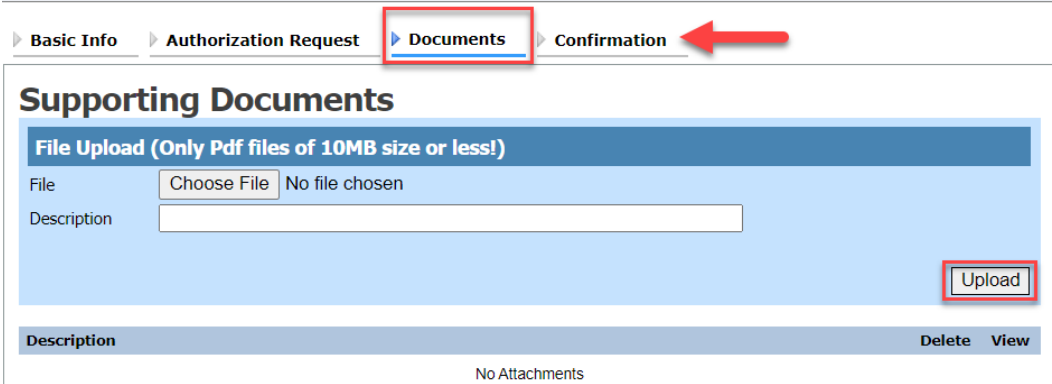 Basic Info Authorization Request Documents Confirmation
Supporting Documents
File Upload (Only Pdf files of 10MB size or less!)
File Choose File No file chosen
Description
Upload
Description Delete View
No Attachments